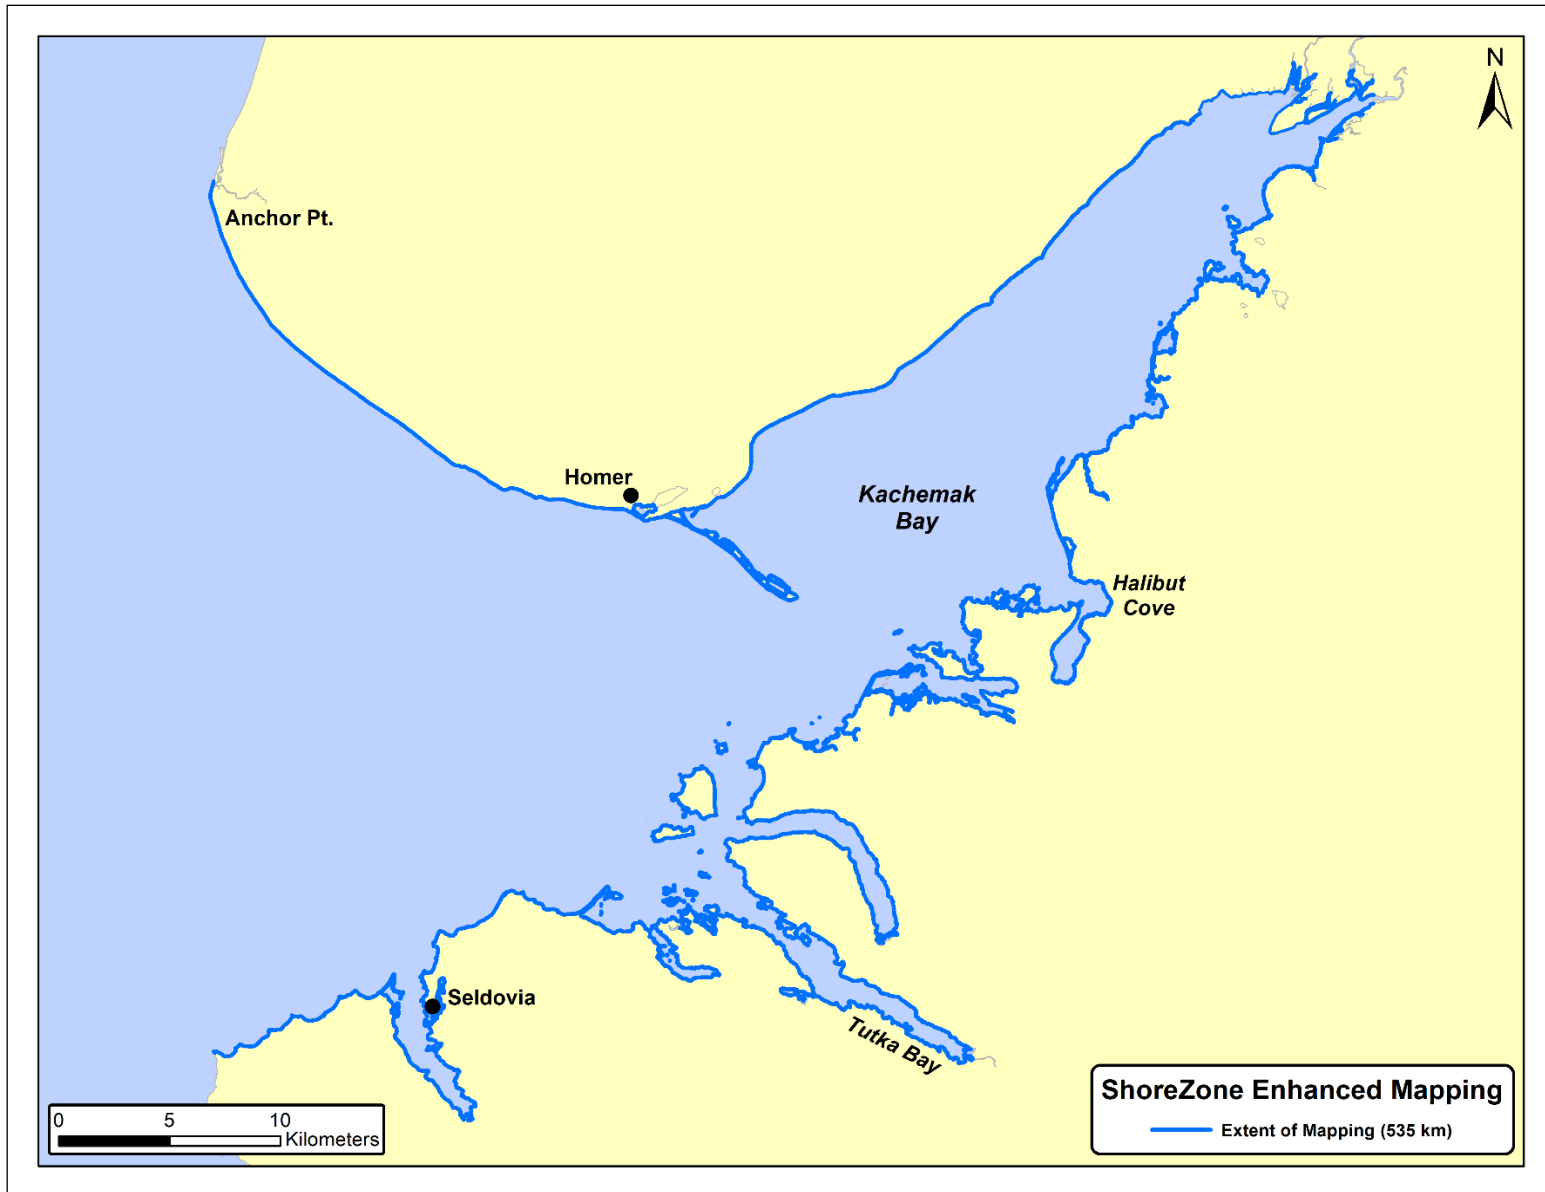 N
Anchor Pt.
Homer
Kachemak
Bay
Halibut
Cove
Seldovia
Tutka Bay
0 5 10
Kilometers
ShoreZone Enhanced Mapping
Extent of Mapping (535 km)